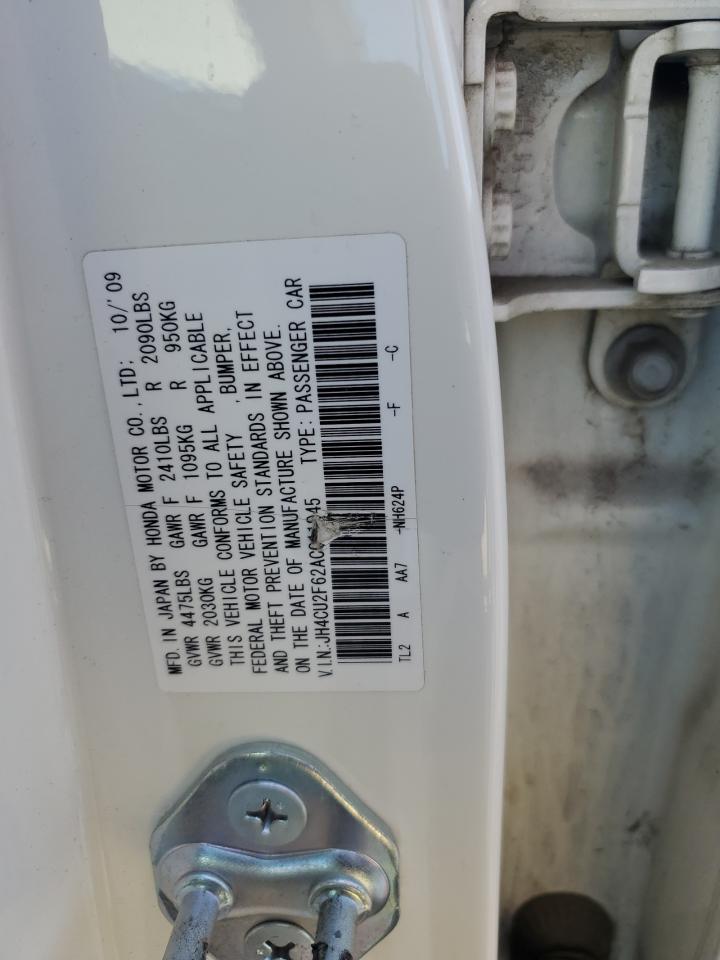 MFD. IN JAPAN BY HONDA MOTOR CO., LTD; 10/'09
GVWR 4475LBS GAWR F 2410LBS R 2090LBS
GVWR 2030KG GAWR F 1095KG R 950KG
THIS VEHICLE CONFORMS TO ALL APPLICABLE
FEDERAL MOTOR VEHICLE SAFETY , BUMPER,
AND THEFT PREVENTION STANDARDS IN EFFECT
ON THE DATE OF MANUFACTURE SHOWN ABOVE.
V.I.N: TYPE: PASSENGER CAR
TL2 A AA7 -NH624P -F -C